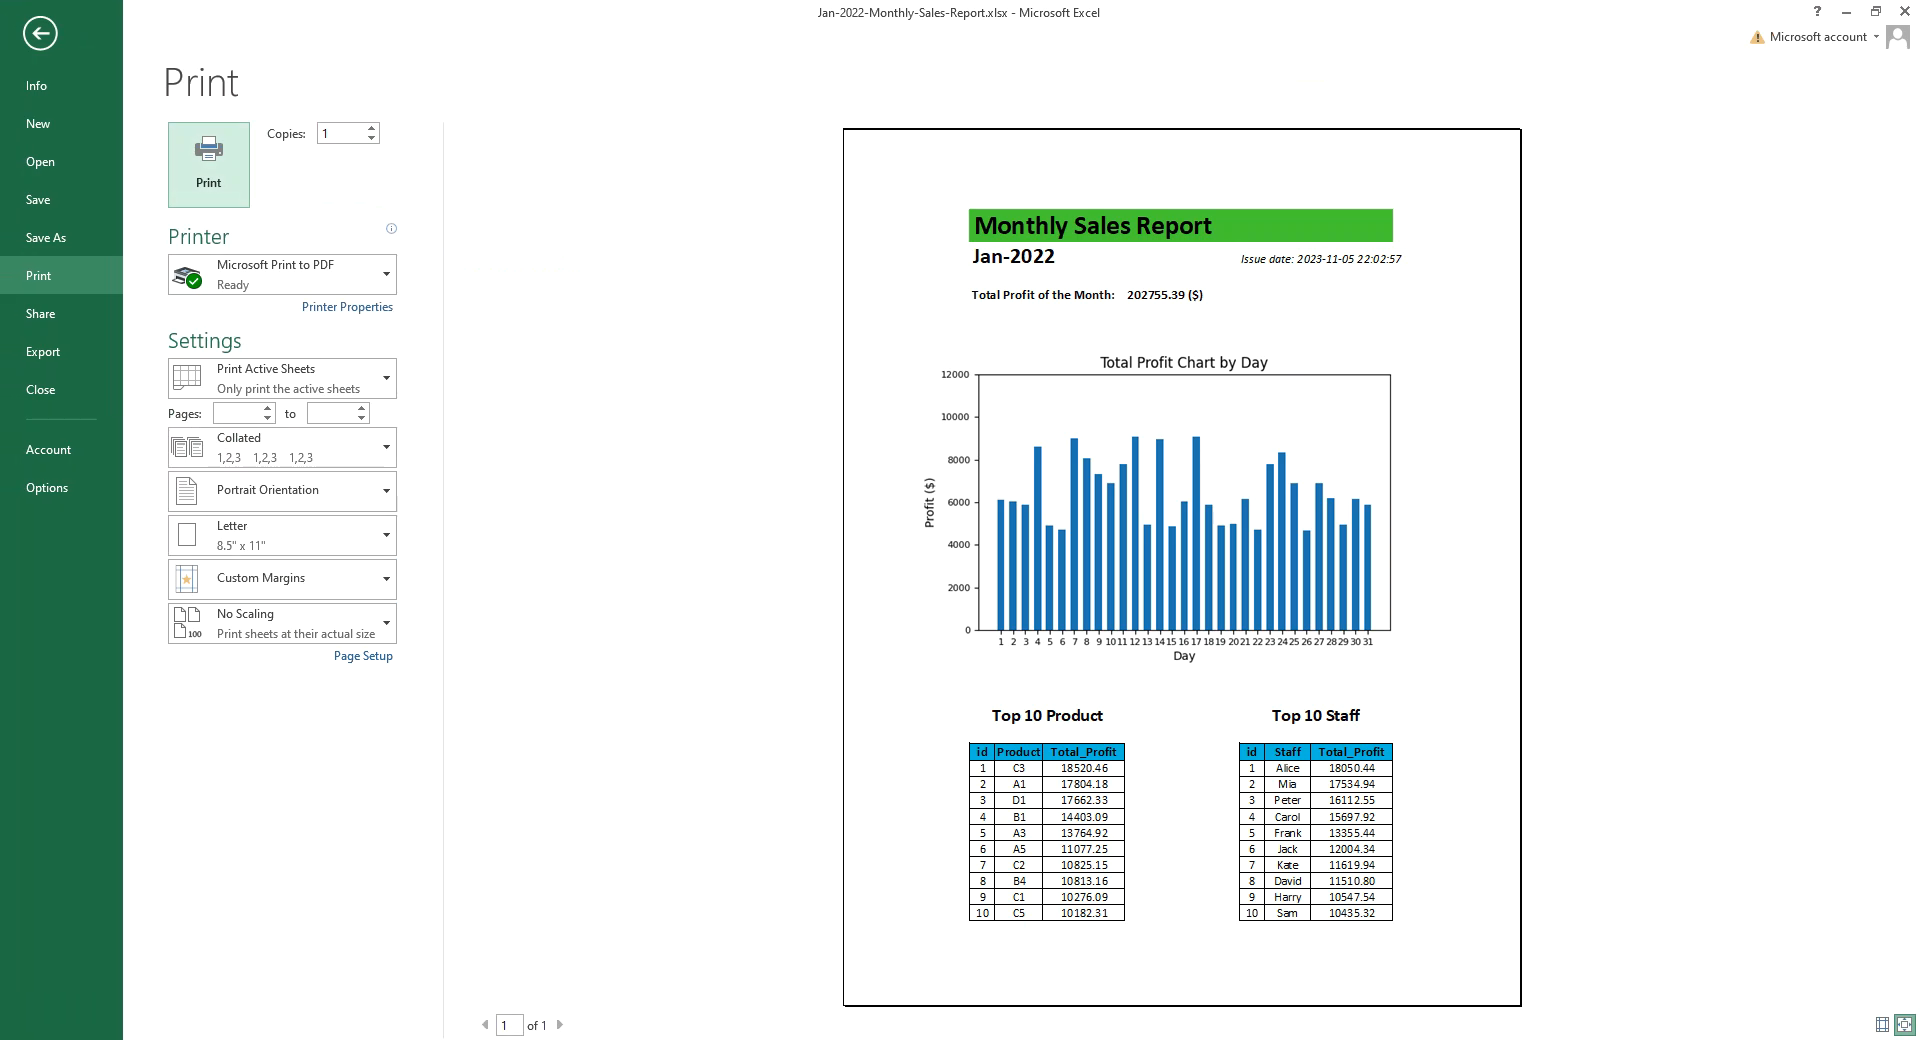 Jan-2022-Monthly-Sales-Report.xlsx - Microsoft Excel
?
Microsoft account
Info
New
Open
Save
Save As
Print
Share
Export
Close
Account
Options
Print
Print
Copies: 1
Printer
Microsoft Print to PDF
Ready
Printer Properties
Settings
Print Active Sheets
Only print the active sheets
Pages: to
Collated
1,2,3 1,2,3 1,2,3
Portrait Orientation
Letter
8.5" x 11"
Custom Margins
No Scaling
100 Print sheets at their actual size
Page Setup
Monthly Sales Report
Jan-2022 Issue date: 2023-11-05 22:02:57
Total Profit of the Month: 202755.39 ($)
Total Profit Chart by Day
12000
10000
8000
6000
4000
2000
0
Profit ($)
1 2 3 4 5 6 7 8 9 10 11 12 13 14 15 16 17 18 19 20 21 22 23 24 25 26 27 28 29 30 31
Day
Top 10 Product
id Product Total_Profit
1 C3 18520.46
2 A1 17804.18
3 D1 17662.33
4 B1 14403.09
5 A3 13764.92
6 A5 11077.25
7 C2 10825.15
8 B4 10813.16
9 C1 10276.09
10 C5 10182.31
Top 10 Staff
id Staff Total_Profit
1 Alice 18050.44
2 Mia 17534.94
3 Peter 16112.55
4 Carol 15697.92
5 Frank 13355.44
6 Jack 12004.34
7 Kate 11619.94
8 David 11510.80
9 Harry 10547.54
10 Sam 10435.32
1 of 1